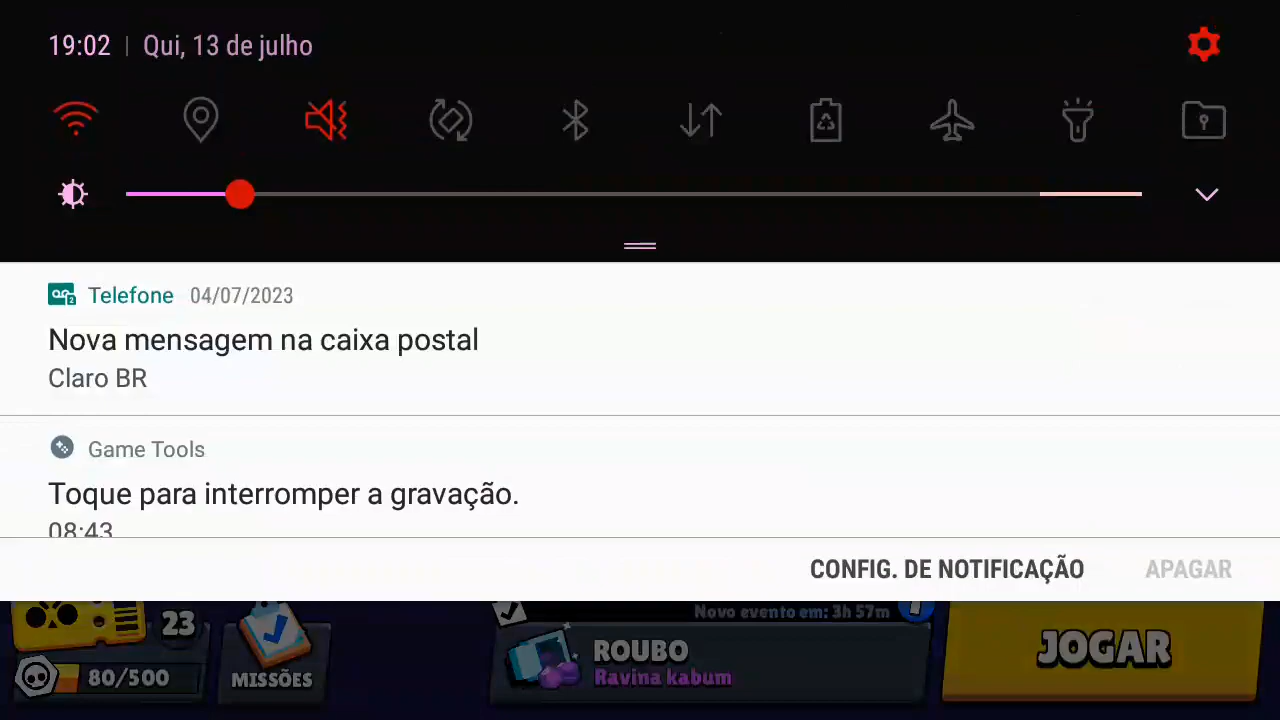 19:02 | Qui, 13 de julho
Telefone 04/07/2023
Nova mensagem na caixa postal
Claro BR
Game Tools
Toque para interromper a gravação.
08:43
CONFIG. DE NOTIFICAÇÃO APAGAR
23
Novo evento em: 3h 57m
ROUBO
JOGAR
80/500
MISSÕES
Ravina kabum